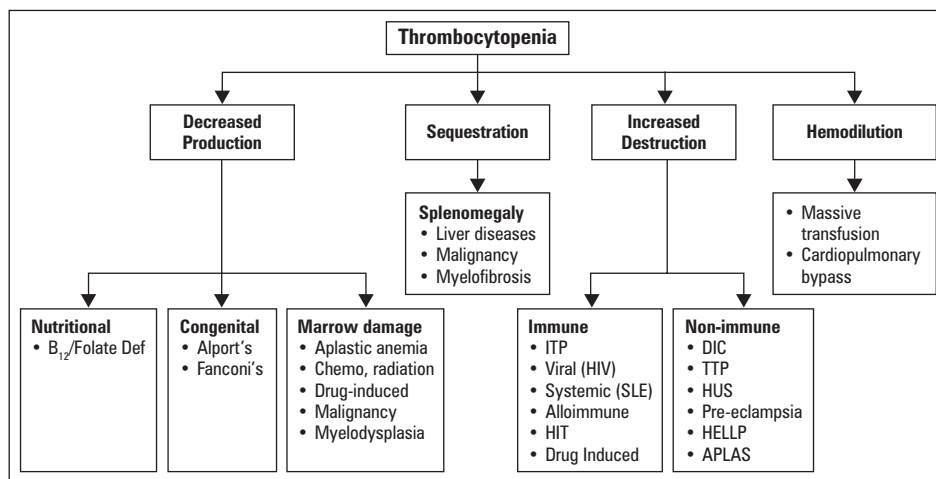 Thrombocytopenia
Decreased
Production
Sequestration
Increased
Destruction
Hemodilution
Splenomegaly
• Liver diseases
• Malignancy
• Myelofibrosis
• Massive
transfusion
• Cardiopulmonary
bypass
Nutritional
• B₁₂/Folate Def
Congenital
• Alport's
• Fanconi's
Marrow damage
• Aplastic anemia
• Chemo, radiation
• Drug-induced
• Malignancy
• Myelodysplasia
Immune
• ITP
• Viral (HIV)
• Systemic (SLE)
• Alloimmune
• HIT
• Drug Induced
Non-immune
• DIC
• TTP
• HUS
• Pre-eclampsia
• HELLP
• APLAS